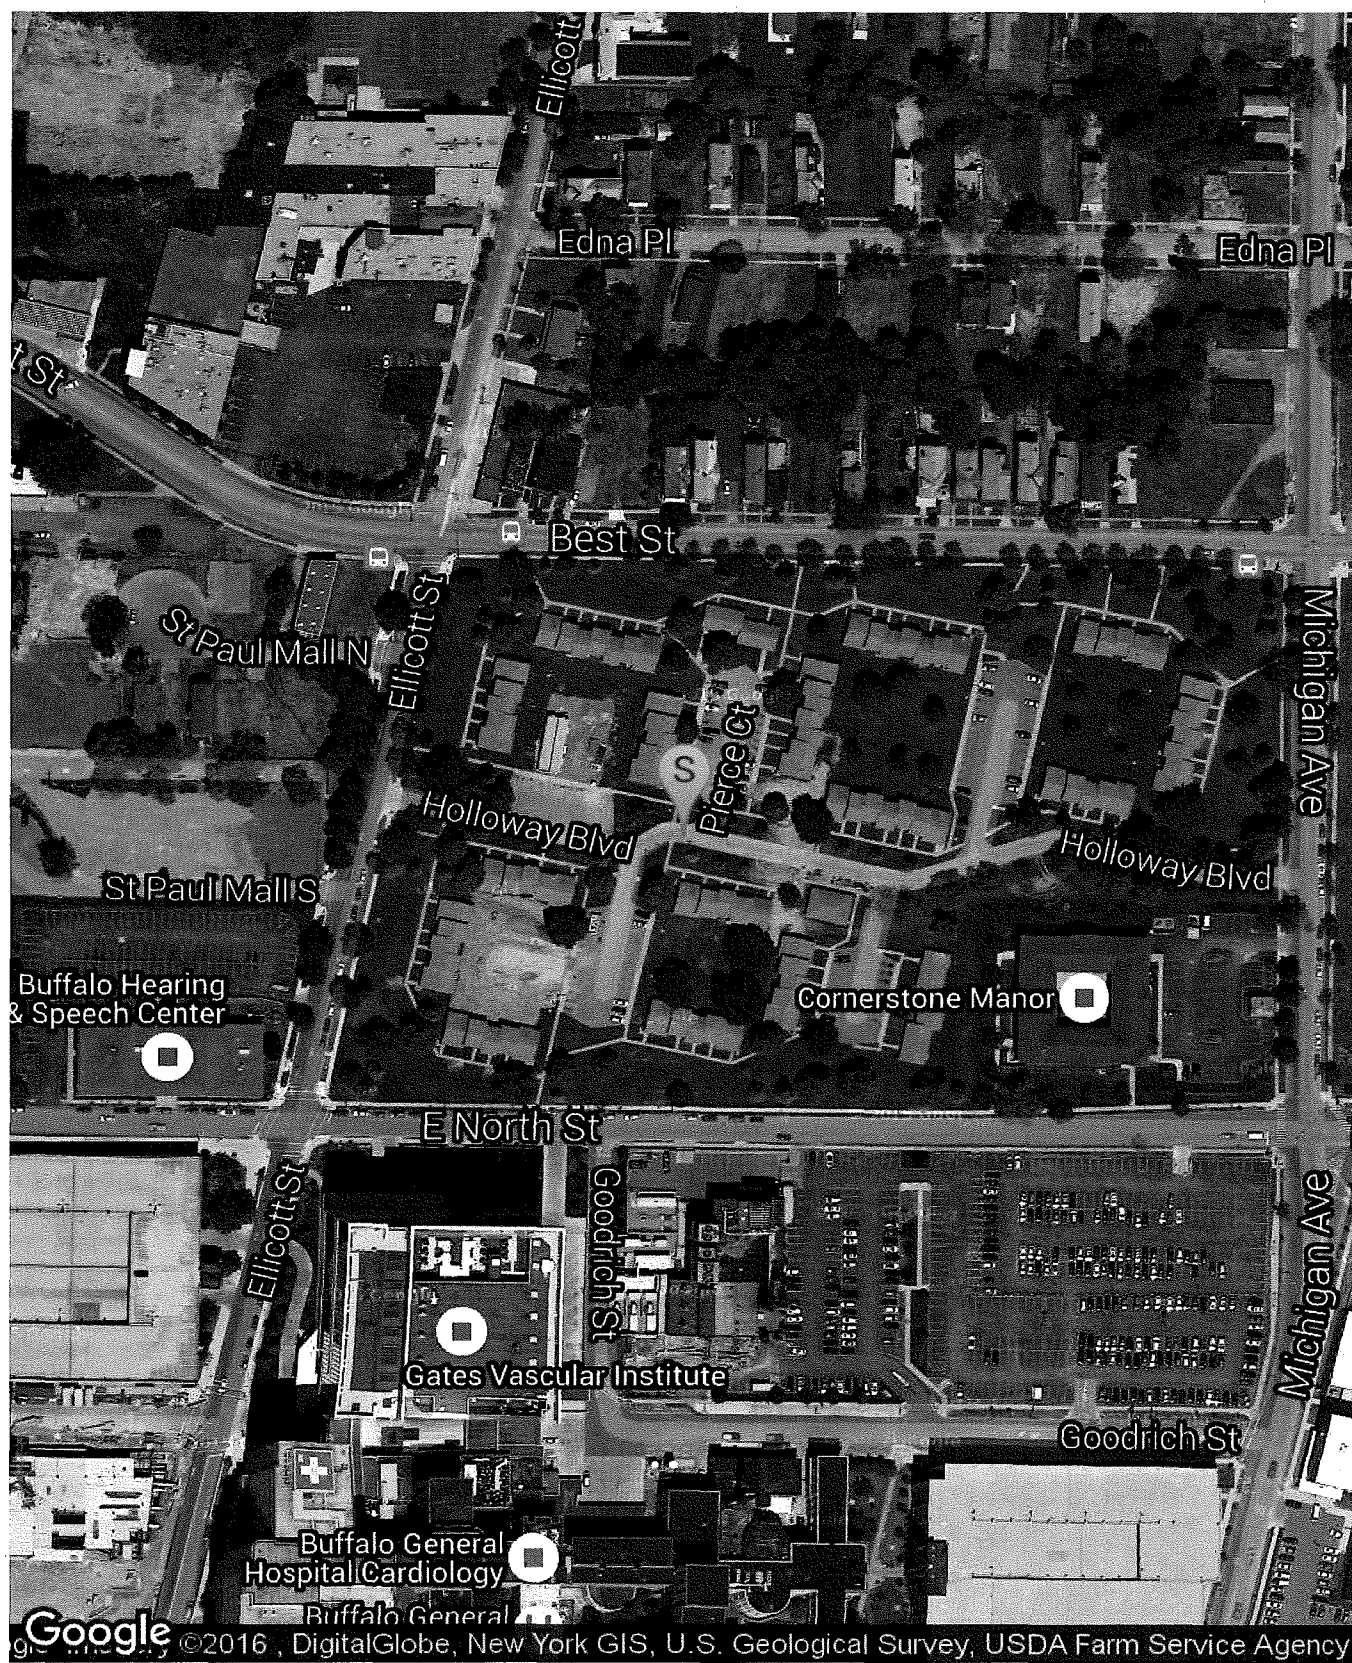 Ellicott
Edna Pl
Edna Pl
t St
Best St
St Paul Mall N
Ellicott St
Michigan Ave
S
Pierce Ct
Holloway Blvd
Holloway Blvd
St Paul Mall S
Buffalo Hearing
& Speech Center
Cornerstone Manor
E North St
Ellicott St
Goodrich St
Michigan Ave
Gates Vascular Institute
Goodrich St
Buffalo General
Hospital:Cardiology
Buffalo General
Google
©2016 , DigitalGlobe, New York GIS, U.S. Geological Survey, USDA Farm Service Agency